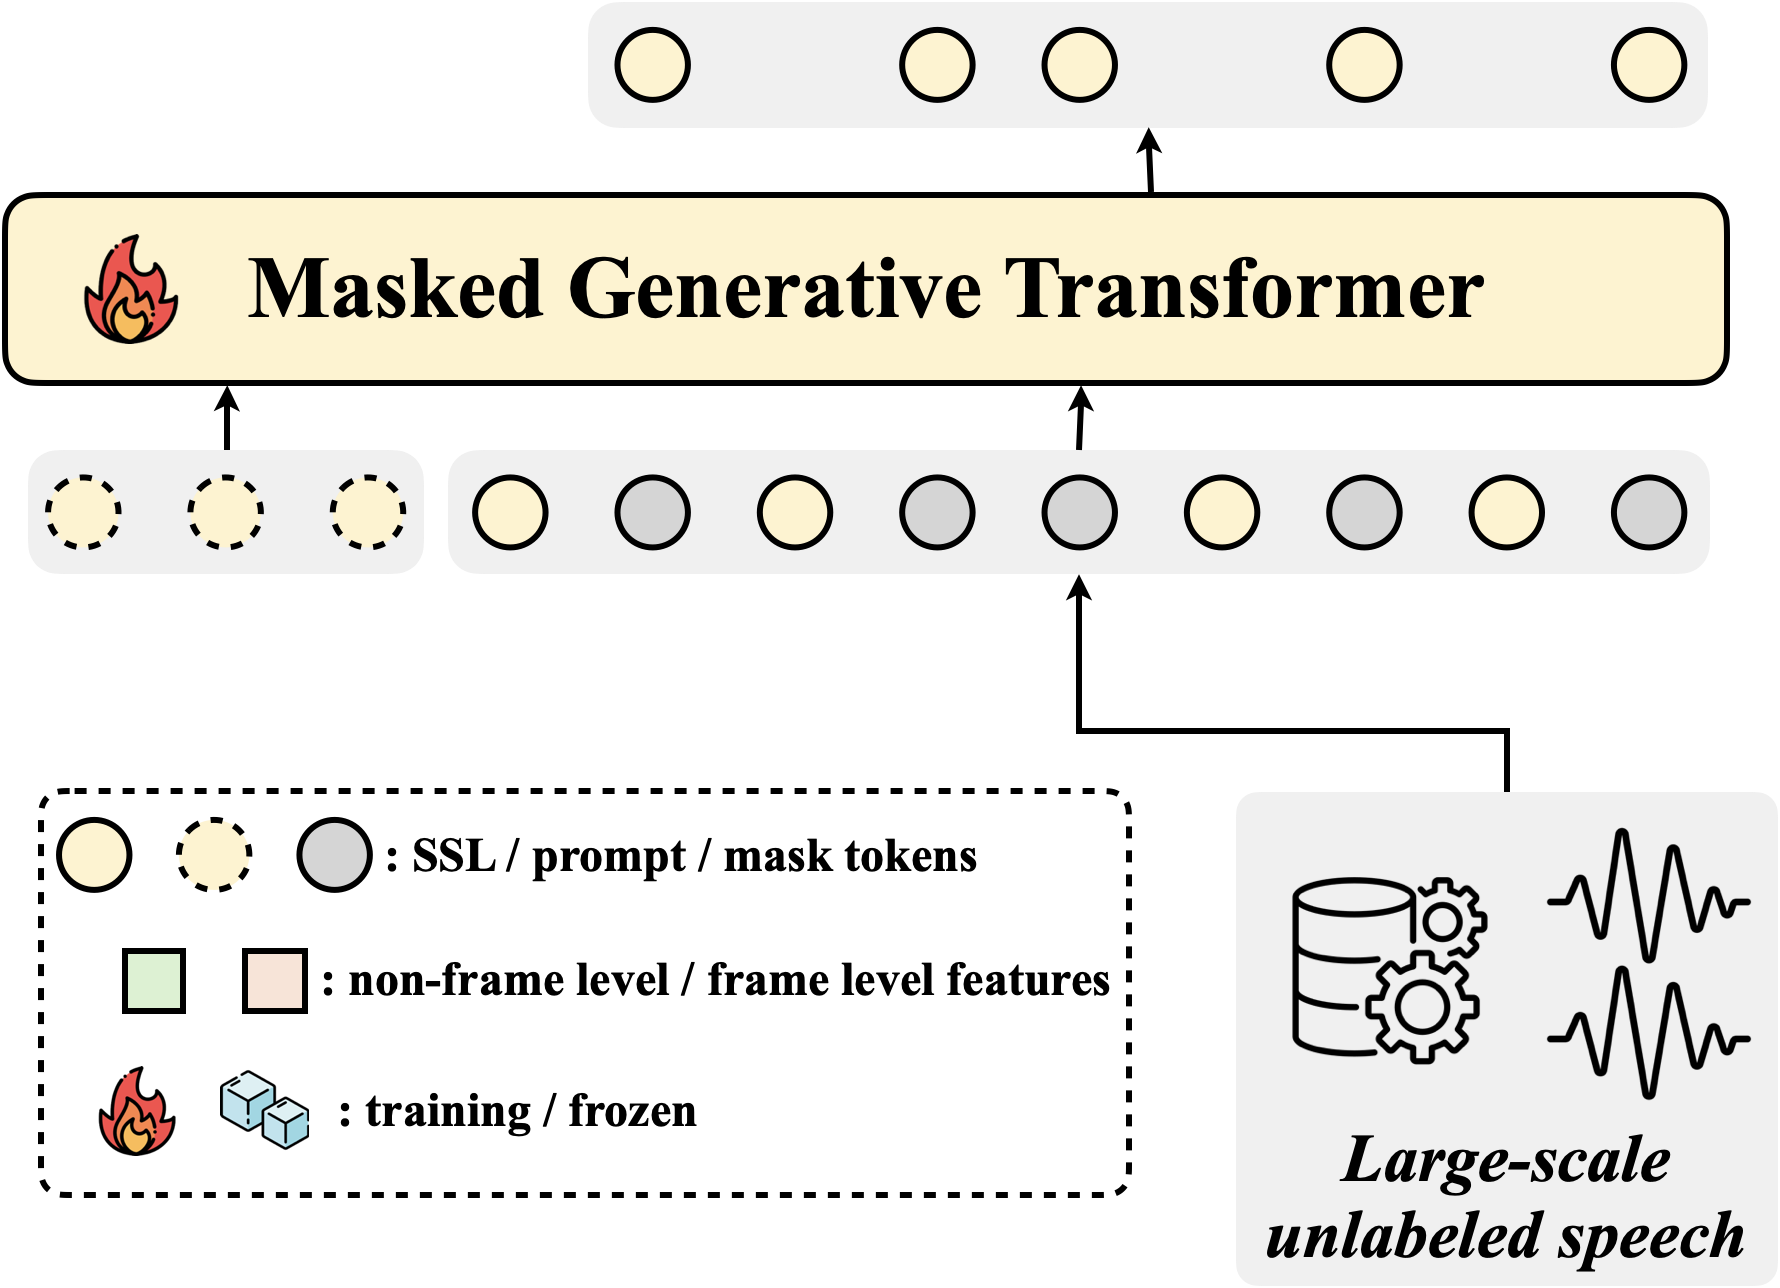 Masked Generative Transformer
: SSL / prompt / mask tokens
: non-frame level / frame level features
: training / frozen
Large-scale
unlabeled speech